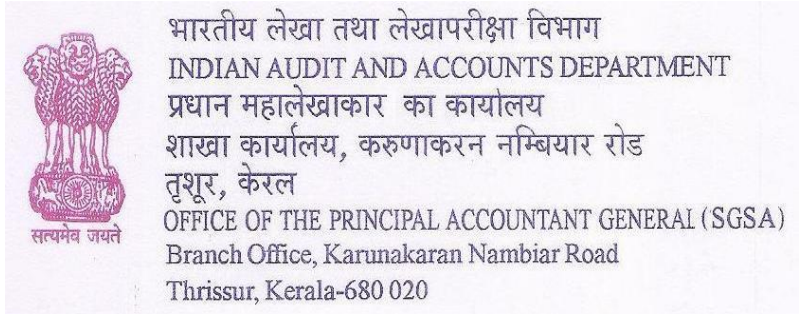 भारतीय लेखा तथा लेखापरीक्षा विभाग
INDIAN AUDIT AND ACCOUNTS DEPARTMENT
प्रधान महालेखाकार का कार्यालय
शाखा कार्यालय, करुणाकरन नम्बियार रोड
तृशूर, केरल
OFFICE OF THE PRINCIPAL ACCOUNTANT GENERAL (SGSA)
Branch Office, Karunakaran Nambiar Road
Thrissur, Kerala-680 020
सत्यमेव जयते